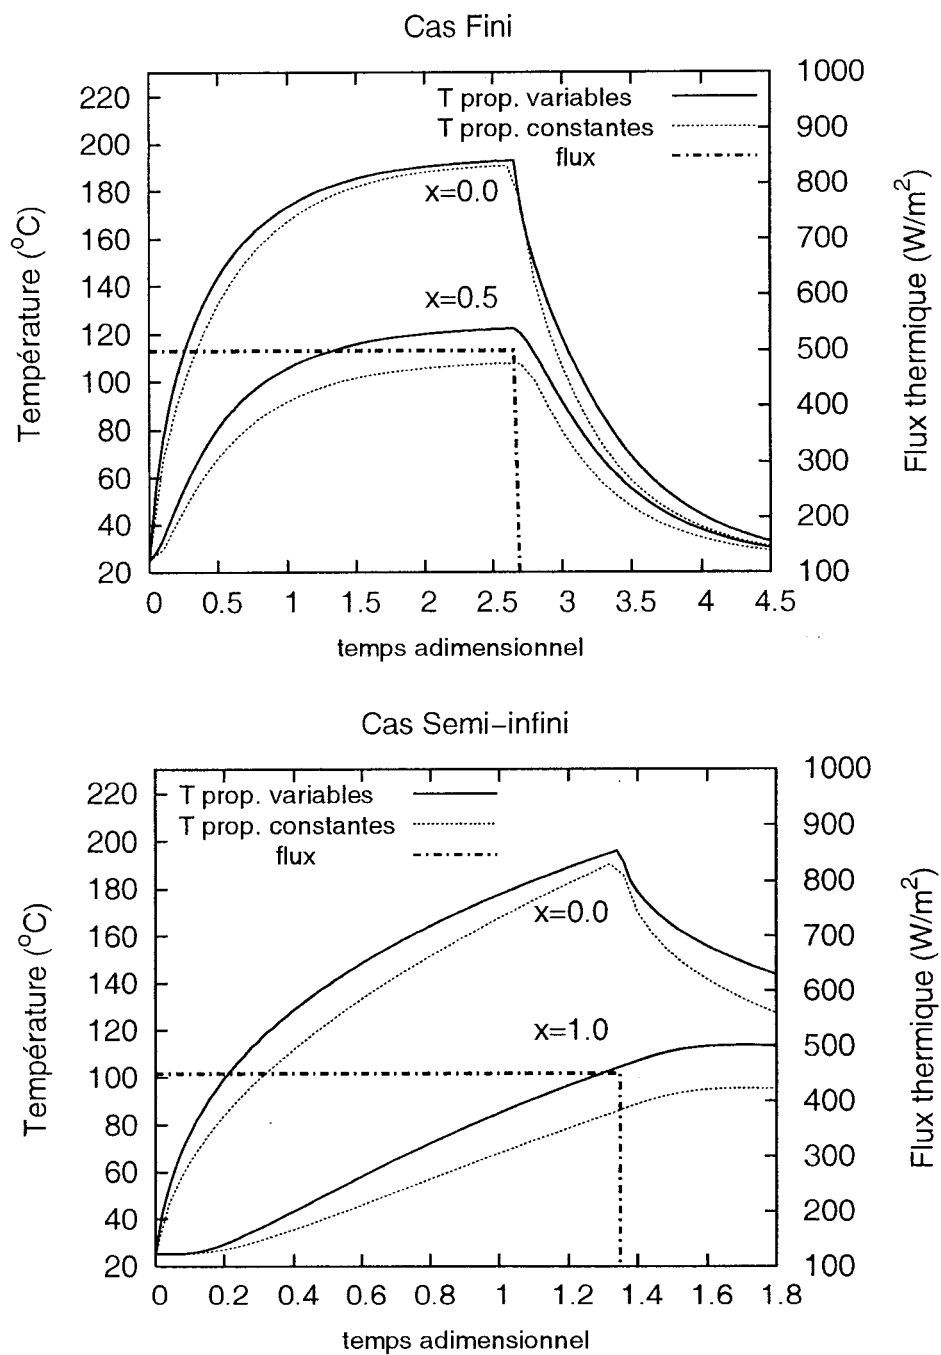 Cas Fini
1000
220
T prop. variables
900
200
T prop. constantes
flux
800
180
x=0.0
160
700
140
x=0.5
600
120
500
100
400
80
300
60
200
40
20
100
0 0.5 1 1.5 2 2.5 3 3.5 4 4.5
temps adimensionnel
Température (°C)
Flux thermique (W/m²)
Cas Semi-infini
1000
220
T prop. variables
900
200
T prop. constantes
flux
800
180
x=0.0
160
700
140
600
120
x=1.0
500
100
400
80
300
60
200
40
20
100
0 0.2 0.4 0.6 0.8 1 1.2 1.4 1.6 1.8
temps adimensionnel
Température (°C)
Flux thermique (W/m²)